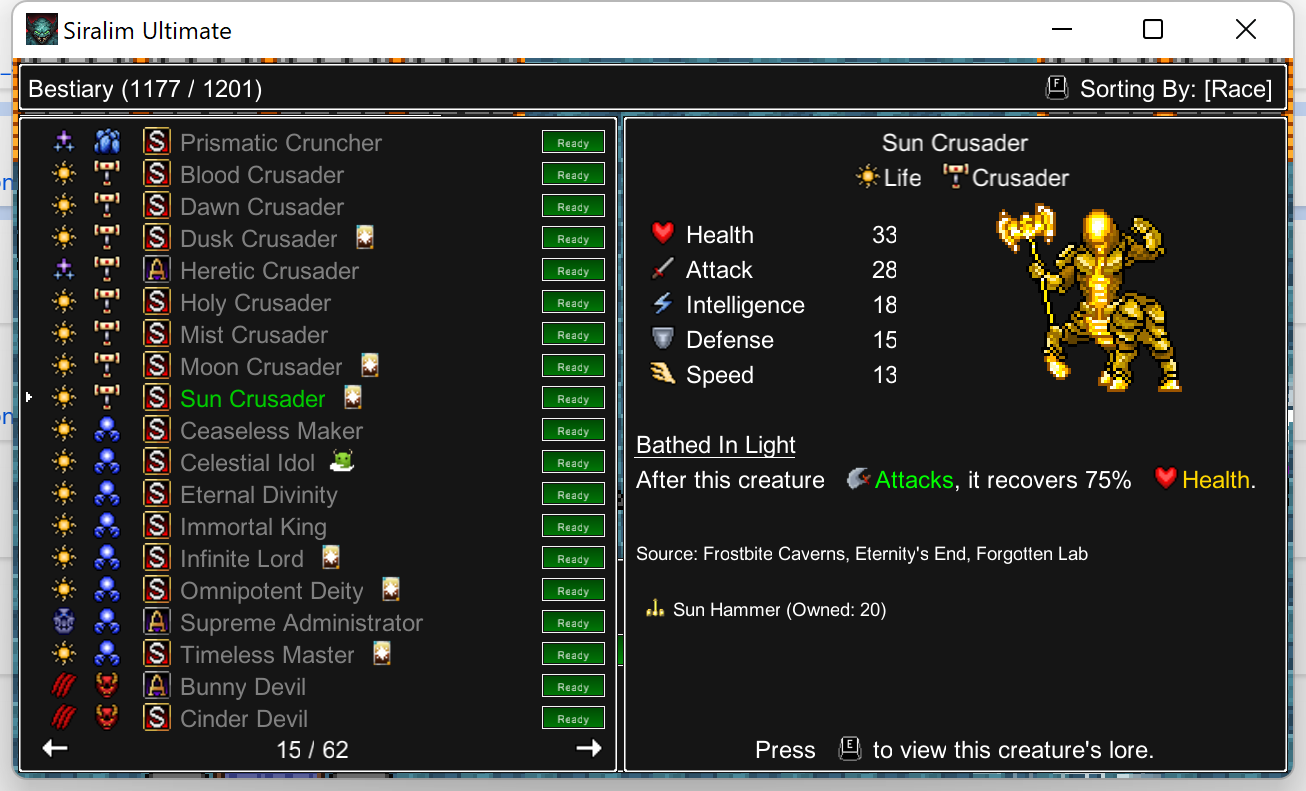 Siralim Ultimate
Bestiary (1177 / 1201)
F Sorting By: [Race]
S Prismatic Cruncher Ready
S Blood Crusader Ready
S Dawn Crusader Ready
S Dusk Crusader Ready
A Heretic Crusader Ready
S Holy Crusader Ready
S Mist Crusader Ready
S Moon Crusader Ready
S Sun Crusader Ready
S Ceaseless Maker Ready
S Celestial Idol Ready
S Eternal Divinity Ready
S Immortal King Ready
S Infinite Lord Ready
S Omnipotent Deity Ready
A Supreme Administrator Ready
S Timeless Master Ready
A Bunny Devil Ready
S Cinder Devil Ready
15 / 62
Sun Crusader
Life Crusader
Health 33
Attack 28
Intelligence 18
Defense 15
Speed 13
Bathed In Light
After this creature Attacks, it recovers 75% Health.
Source: Frostbite Caverns, Eternity's End, Forgotten Lab
Sun Hammer (Owned: 20)
Press E to view this creature's lore.